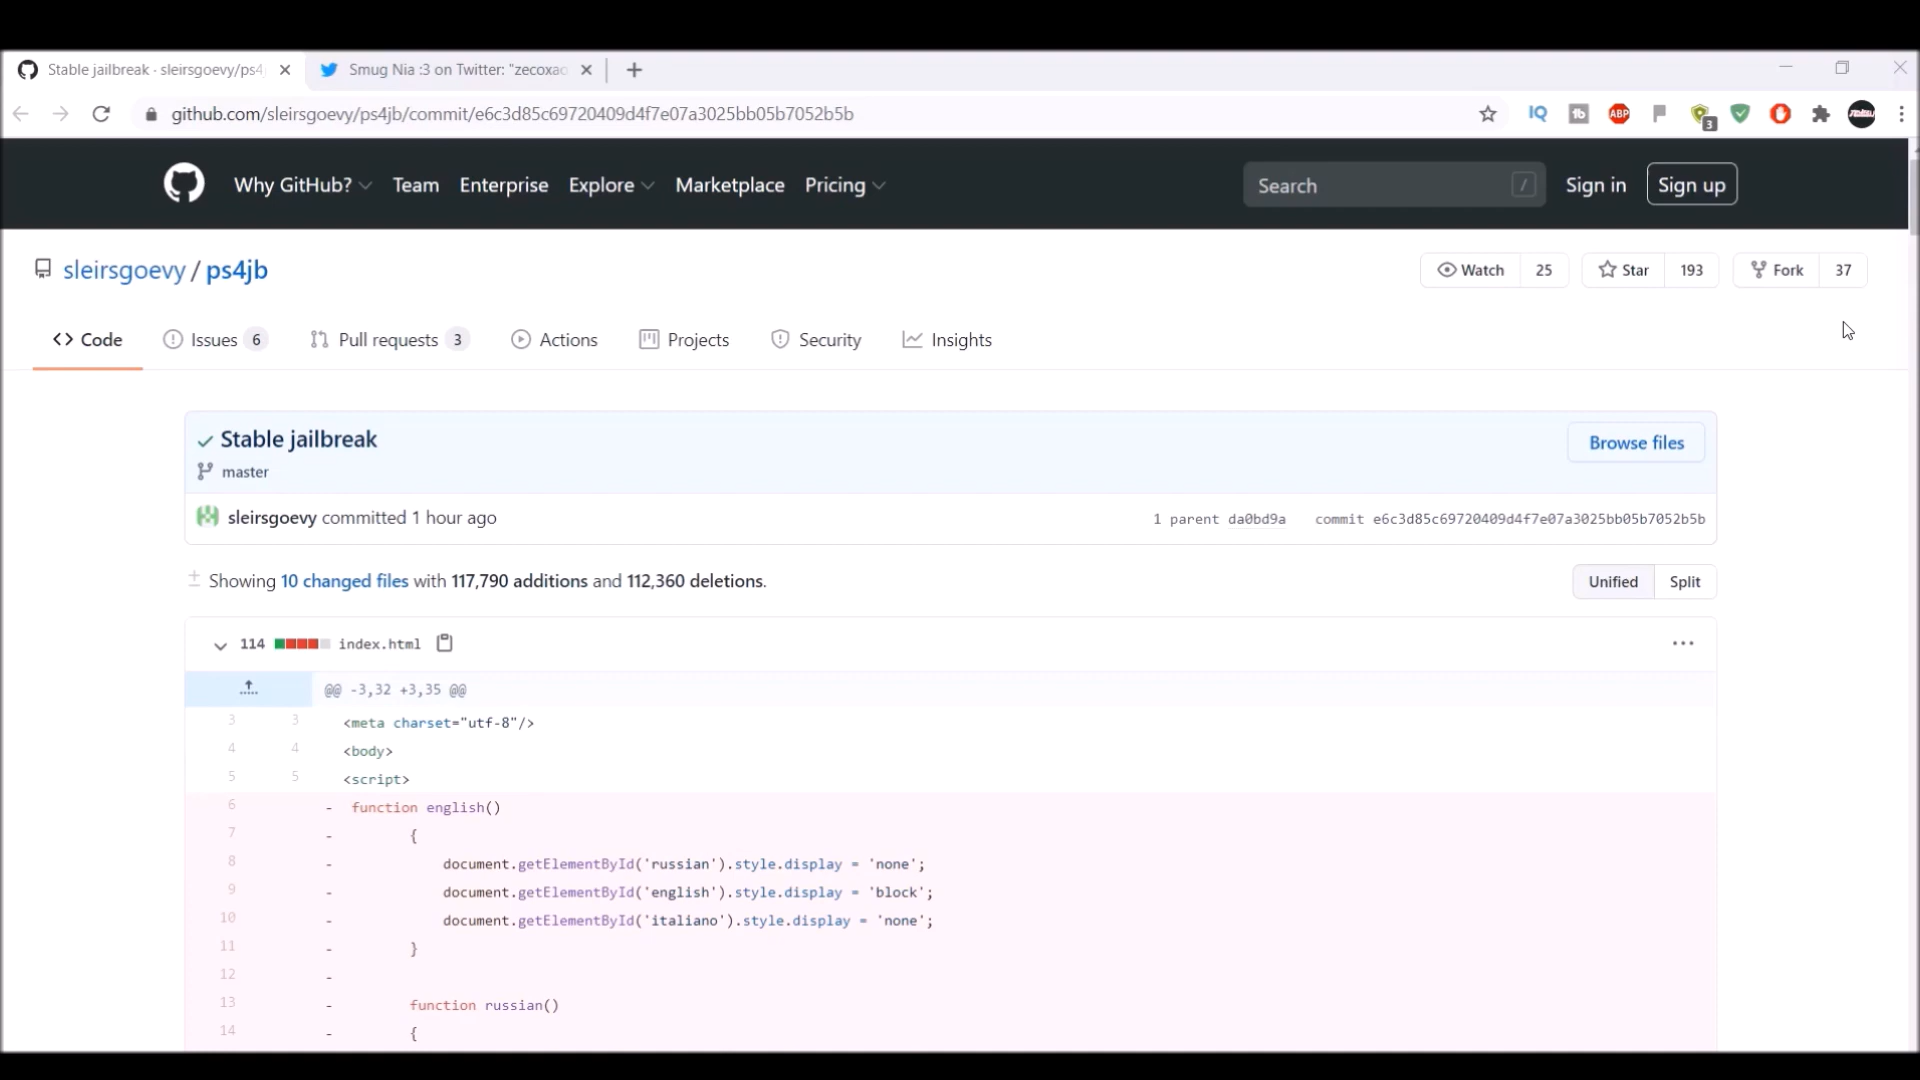 Stable jailbreak · sleirsgoevy/ps4
Smug Nia :3 on Twitter: "zecoxao
github.com/sleirsgoevy/ps4jb/commit/e6c3d85c69720409d4f7e07a3025bb05b7052b5b
IQ
tb
ABP
3
Why GitHub?
Team
Enterprise
Explore
Marketplace
Pricing
Search
/
Sign in
Sign up
sleirsgoevy / ps4jb
Watch 25
Star 193
Fork 37
Code
Issues 6
Pull requests 3
Actions
Projects
Security
Insights
Stable jailbreak
Browse files
master
sleirsgoevy committed 1 hour ago
1 parent da0bd9a commit e6c3d85c69720409d4f7e07a3025bb05b7052b5b
Showing 10 changed files with 117,790 additions and 112,360 deletions.
Unified Split
114 index.html
@@ -3,32 +3,35 @@
3 3 <meta charset="utf-8"/>
4 4 <body>
5 5 <script>
6 - function english()
7 - {
8 - document.getElementById('russian').style.display = 'none';
9 - document.getElementById('english').style.display = 'block';
10 - document.getElementById('italiano').style.display = 'none';
11 - }
12 -
13 - function russian()
14 - {